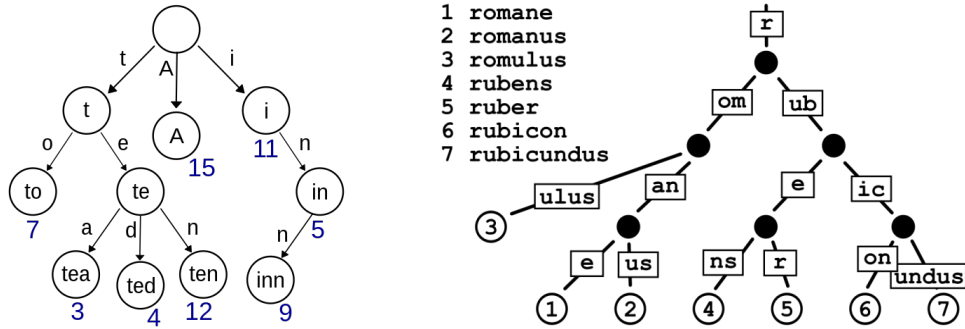 t A i
t A i
15 11
o e n
to te in
7 5
a d n n
tea ted ten inn
3 4 12 9
1 romane
2 romanus
3 romulus
4 rubens
5 ruber
6 rubicon
7 rubicundus
r
om ub
ulus an e ic
3
e us ns r on undus
1 2 4 5 6 7